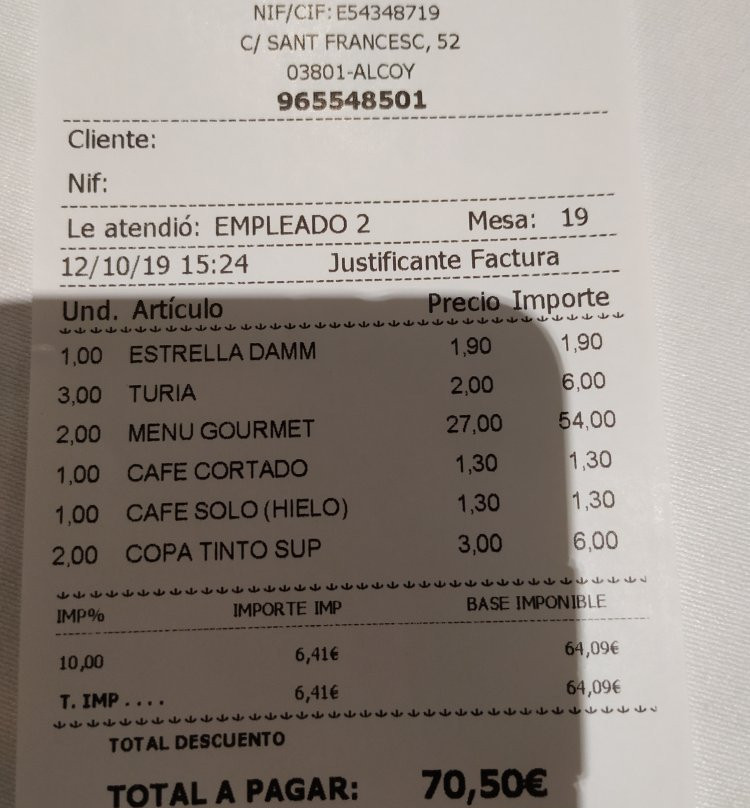 NIF/CIF: E54348719
C/ SANT FRANCESC, 52
03801-ALCOY
965548501
Cliente:
Nif:
Le atendió: EMPLEADO 2 Mesa: 19
12/10/19 15:24 Justificante Factura
Und. Artículo Precio Importe
1,00 ESTRELLA DAMM 1,90 1,90
3,00 TURIA 2,00 6,00
2,00 MENU GOURMET 27,00 54,00
1,00 CAFE CORTADO 1,30 1,30
1,00 CAFE SOLO (HIELO) 1,30 1,30
2,00 COPA TINTO SUP 3,00 6,00
IMP% IMPORTE IMP BASE IMPONIBLE
10,00 6,41€ 64,09€
T. IMP .... 6,41€ 64,09€
TOTAL DESCUENTO
TOTAL A PAGAR: 70,50€